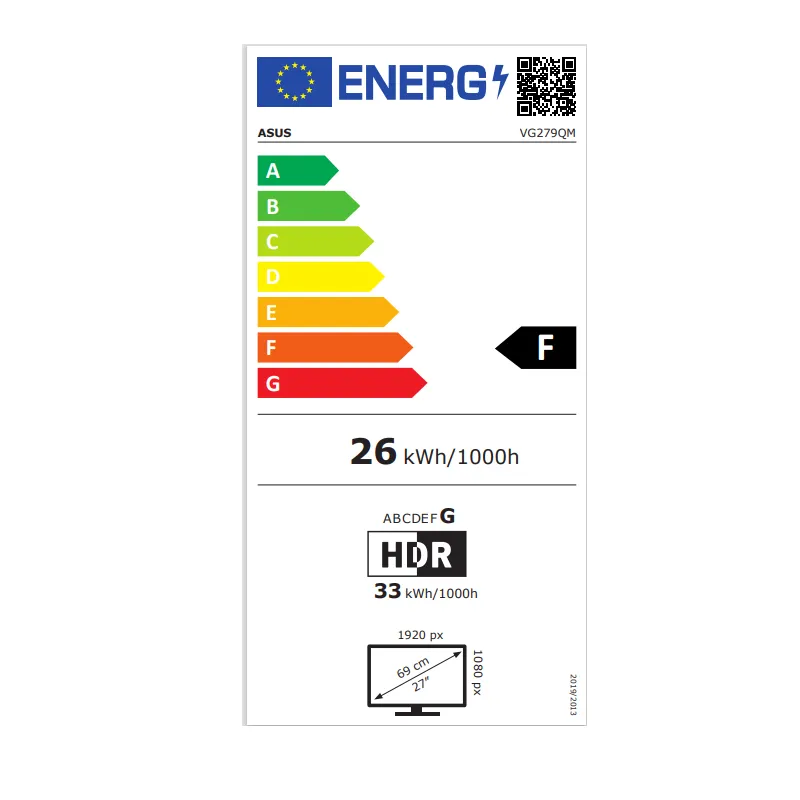 ENERG
ASUS VG279QM
A
B
C
D
E
F F
G
26 kWh/1000h
ABCDEFG
HDR
33 kWh/1000h
1920 px
69 cm
27"
1080 px
2019/2013